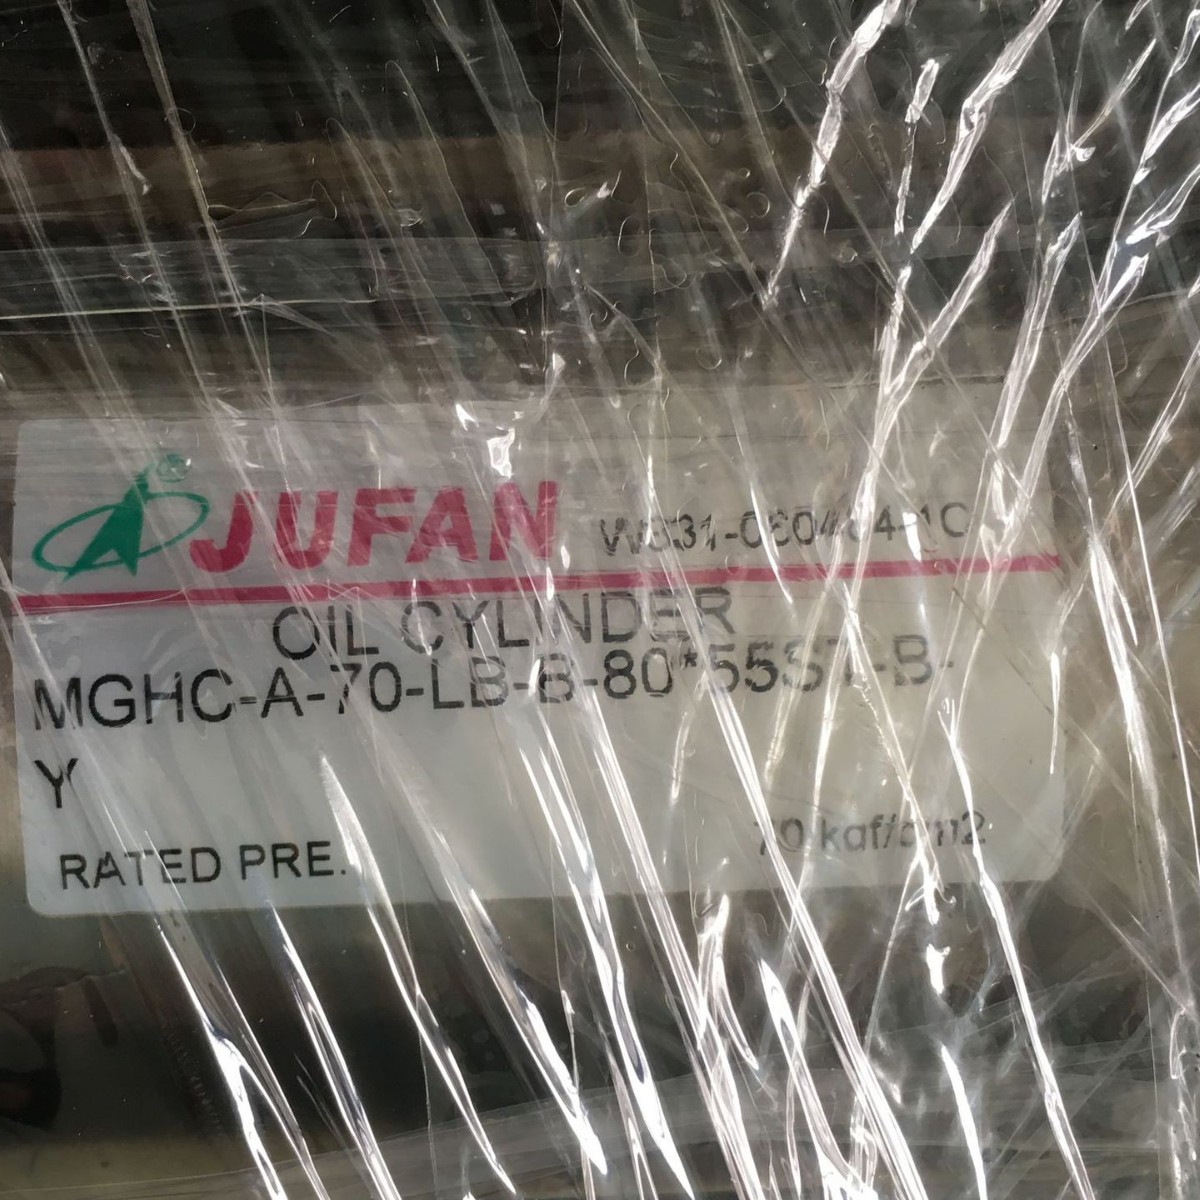 JUFAN
OIL CYLINDER
MGHC-A-70-LB-B-80*55ST-B-
Y
RATED PRE. 70 kgf/cm2